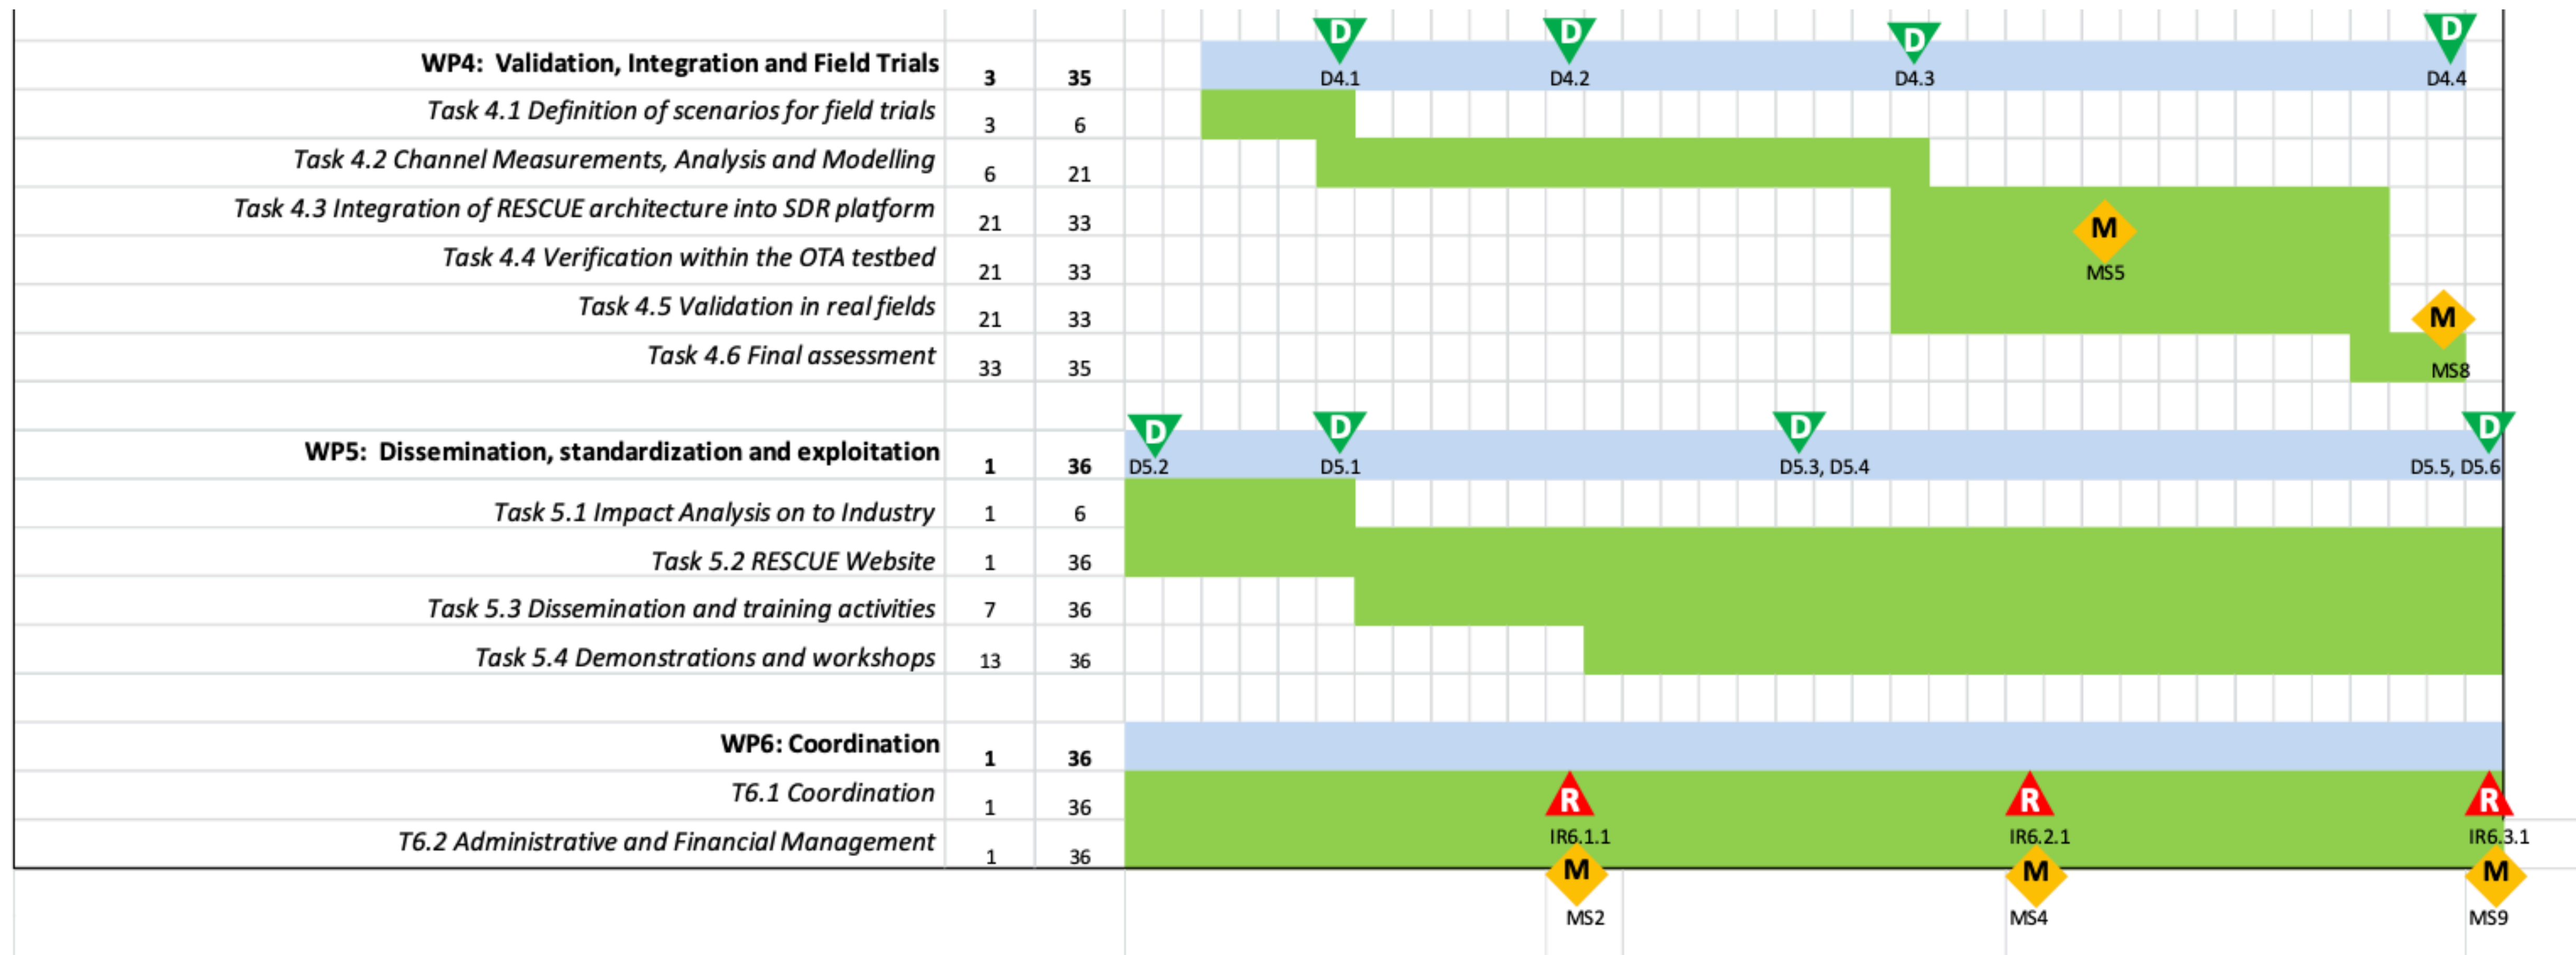 D D D D
WP4: Validation, Integration and Field Trials 3 35 D4.1 D4.2 D4.3 D4.4
Task 4.1 Definition of scenarios for field trials 3 6
Task 4.2 Channel Measurements, Analysis and Modelling 6 21
Task 4.3 Integration of RESCUE architecture into SDR platform 21 33 M
Task 4.4 Verification within the OTA testbed 21 33 MS5
Task 4.5 Validation in real fields 21 33 M
Task 4.6 Final assessment 33 35 MS8
D D D D
WP5: Dissemination, standardization and exploitation 1 36 D5.2 D5.1 D5.3, D5.4 D5.5, D5.6
Task 5.1 Impact Analysis on to Industry 1 6
Task 5.2 RESCUE Website 1 36
Task 5.3 Dissemination and training activities 7 36
Task 5.4 Demonstrations and workshops 13 36
WP6: Coordination 1 36
T6.1 Coordination 1 36 R R R
T6.2 Administrative and Financial Management 1 36 IR6.1.1 IR6.2.1 IR6.3.1
M M M
MS2 MS4 MS9